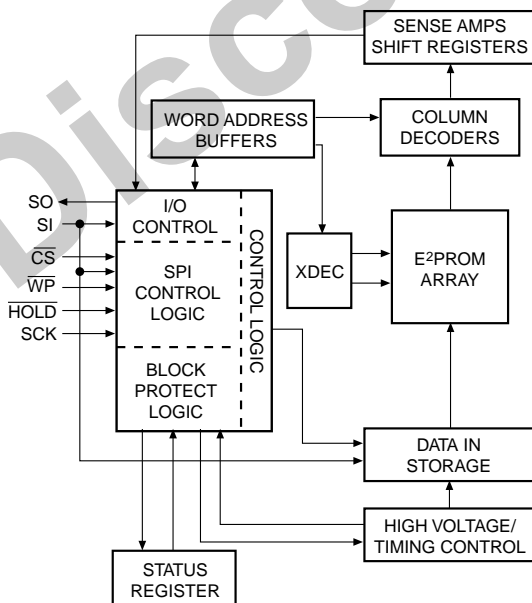 Disco
SENSE AMPS
SHIFT REGISTERS
WORD ADDRESS
BUFFERS
COLUMN
DECODERS
SO
SI
CS
WP
HOLD
SCK
I/O
CONTROL
SPI
CONTROL
LOGIC
BLOCK
PROTECT
LOGIC
CONTROL LOGIC
XDEC
E2PROM
ARRAY
DATA IN
STORAGE
HIGH VOLTAGE/
TIMING CONTROL
STATUS
REGISTER